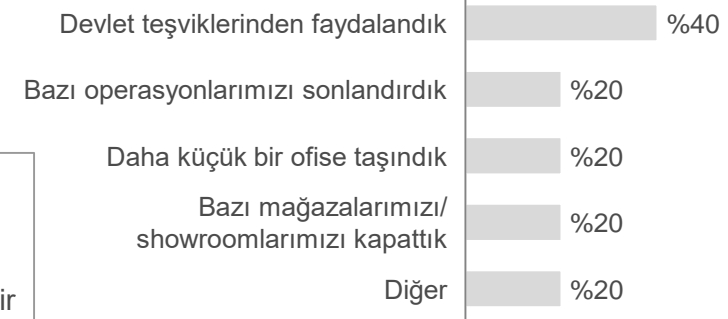 Devlet teşviklerinden faydalandık %40
Bazı operasyonlarımızı sonlandırdık %20
Daha küçük bir ofise taşındık %20
Bazı mağazalarımızı/
showroomlarımızı kapattık %20
Diğer %20
ir